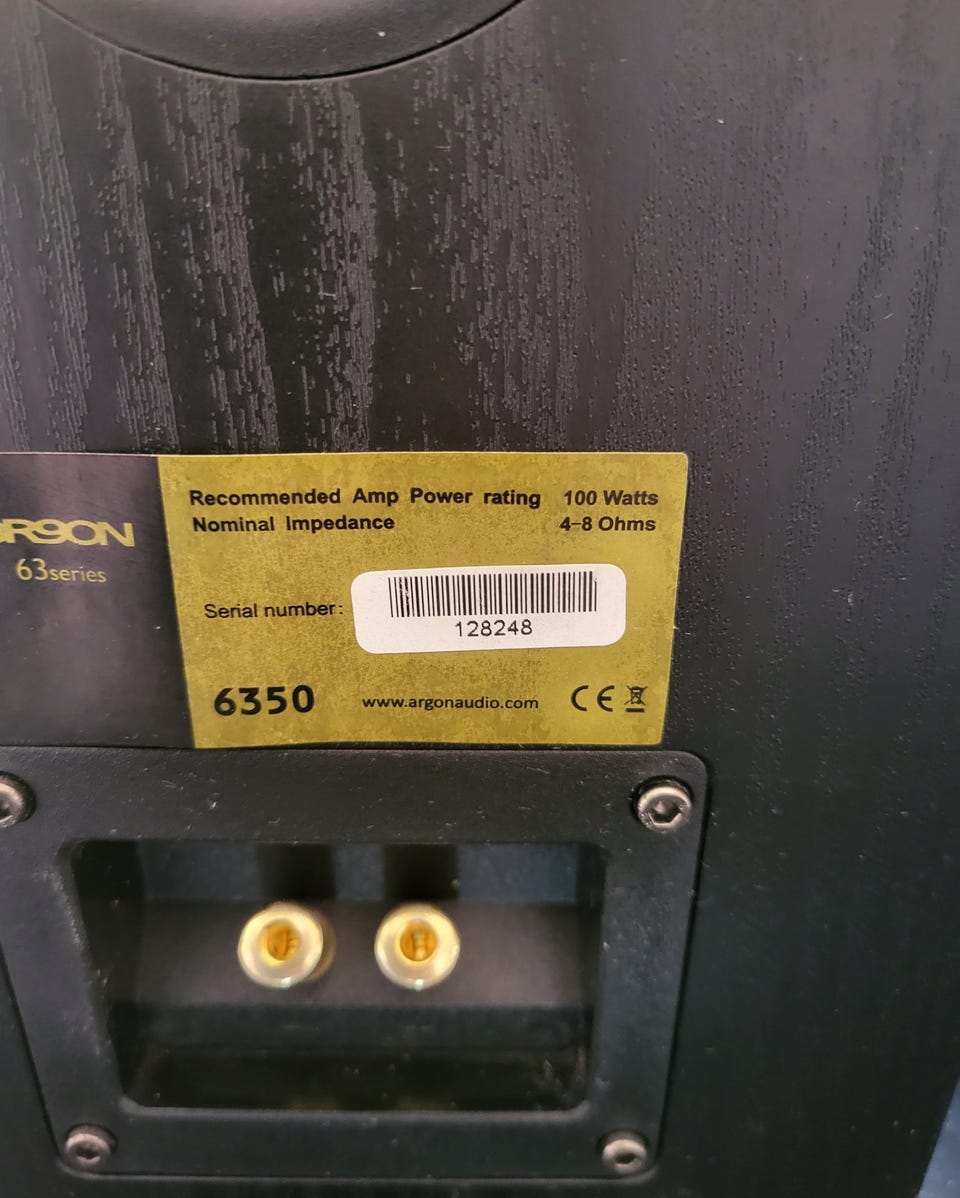 ORGON
63series
Recommended Amp Power rating 100 Watts
Nominal Impedance 4-8 Ohms
Serial number:
128248
6350 www.argonaudio.com CE